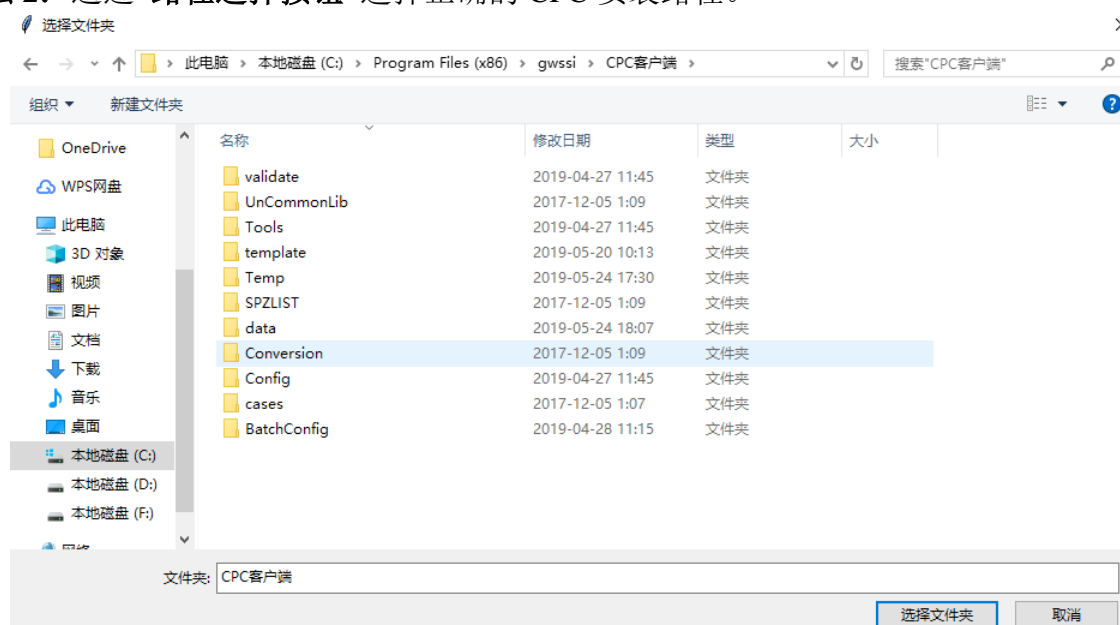 选择正确的 CPC 安装路径。
选择文件夹
此电脑 › 本地磁盘 (C:) › Program Files (x86) › gwssi › CPC客户端 ›
搜索"CPC客户端"
组织 新建文件夹
名称 修改日期 类型 大小
OneDrive
WPS网盘
此电脑
3D 对象
视频
图片
文档
下载
音乐
桌面
本地磁盘 (C:)
本地磁盘 (D:)
本地磁盘 (F:)
validate 2019-04-27 11:45 文件夹
UnCommonLib 2017-12-05 1:09 文件夹
Tools 2019-04-27 11:45 文件夹
template 2019-05-20 10:13 文件夹
Temp 2019-05-24 17:30 文件夹
SPZLIST 2017-12-05 1:09 文件夹
data 2019-05-24 18:07 文件夹
Conversion 2017-12-05 1:09 文件夹
Config 2019-04-27 11:45 文件夹
cases 2017-12-05 1:07 文件夹
BatchConfig 2019-04-28 11:15 文件夹
文件夹: CPC客户端
选择文件夹 取消